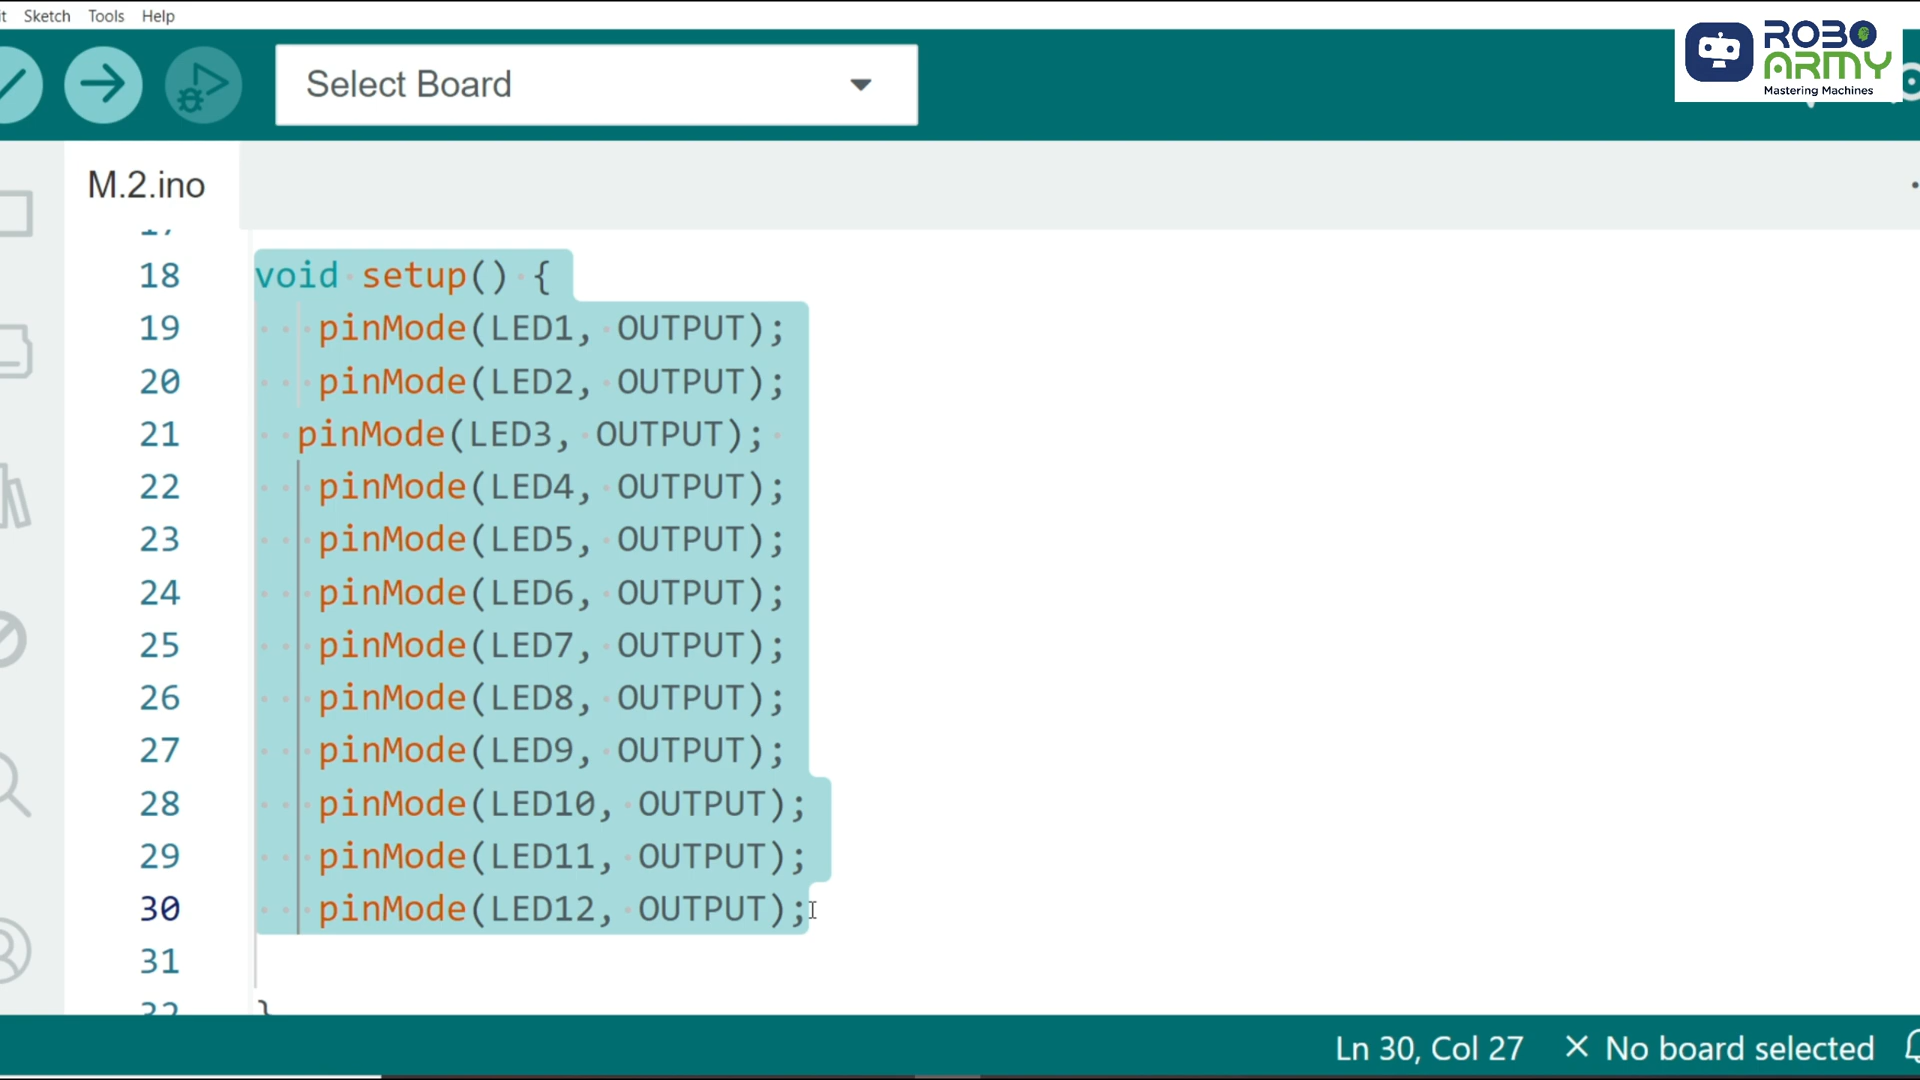 Sketch Tools Help
Select Board
ROBO
ARMY
Mastering Machines
M.2.ino
18 void setup() {
19 pinMode(LED1, OUTPUT);
20 pinMode(LED2, OUTPUT);
21 pinMode(LED3, OUTPUT);
22 pinMode(LED4, OUTPUT);
23 pinMode(LED5, OUTPUT);
24 pinMode(LED6, OUTPUT);
25 pinMode(LED7, OUTPUT);
26 pinMode(LED8, OUTPUT);
27 pinMode(LED9, OUTPUT);
28 pinMode(LED10, OUTPUT);
29 pinMode(LED11, OUTPUT);
30 pinMode(LED12, OUTPUT);
31
32 }
Ln 30, Col 27 No board selected